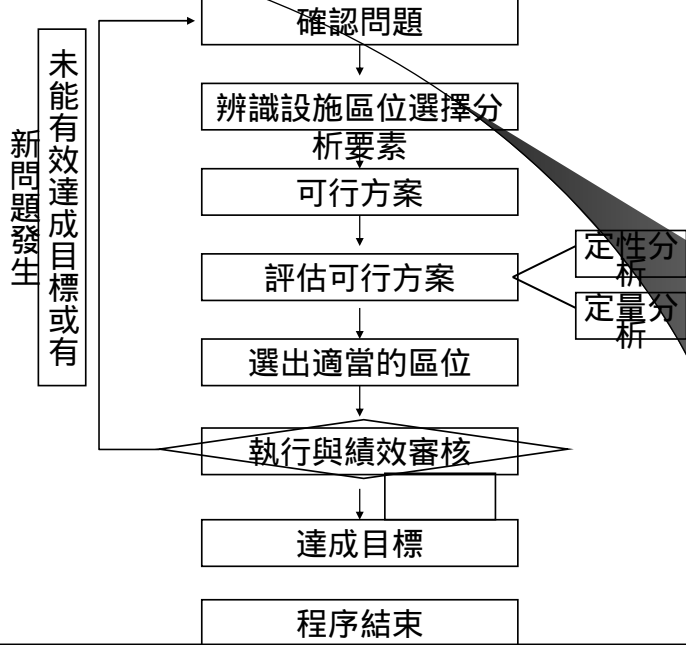 確認問題
未能有效達成目標或有
新問題發生
辨識設施區位選擇分
析要素
可行方案
評估可行方案
定性分
析
定量分
析
選出適當的區位
執行與績效審核
達成目標
程序結束